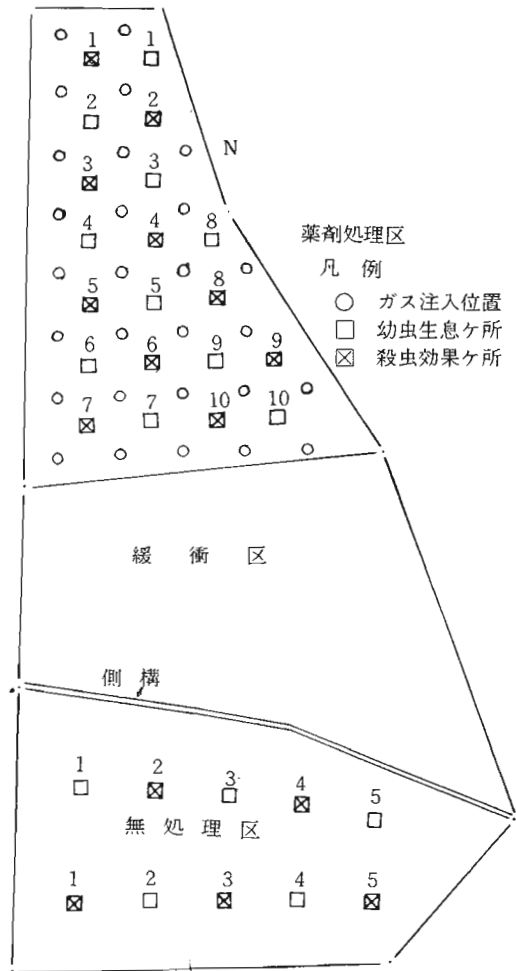 1 1
2 2
N
3 3
4 4 8
薬剤処理区
凡例
○ ガス注入位置
5 5 8
□ 幼虫生息ケ所
6 6 9 9
⊠ 殺虫効果ケ所
7 7 10 10
緩衝区
側構
1 2 3 4 5
無処理区
1 2 3 4 5